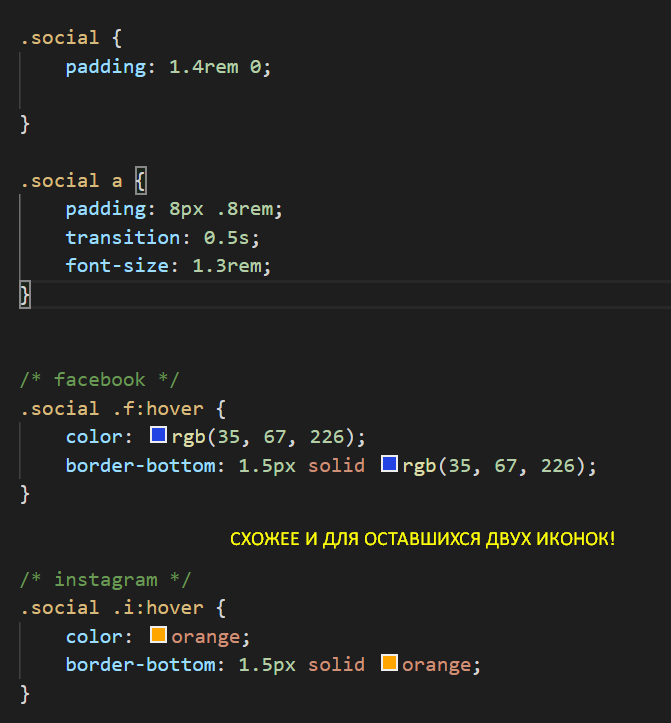 .social {
padding: 1.4rem 0;
}
.social a {
padding: 8px .8rem;
transition: 0.5s;
font-size: 1.3rem;
}
/* facebook */
.social .f:hover {
color: rgb(35, 67, 226);
border-bottom: 1.5px solid rgb(35, 67, 226);
}
СХОЖЕЕ И ДЛЯ ОСТАВШИХСЯ ДВУХ ИКОНОК!
/* instagram */
.social .i:hover {
color: orange;
border-bottom: 1.5px solid orange;
}